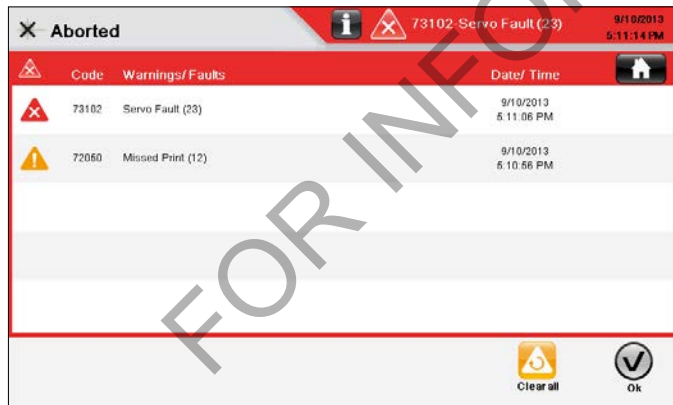 Aborted
73102-Servo Fault (23)
9/10/2013
5:11:14 PM
Code Warnings/Faults Date/ Time
73102 Servo Fault (23) 9/10/2013
5:11:06 PM
72060 Missed Print (12) 9/10/2013
5:10:56 PM
Clear all
Ok
FOR INFO